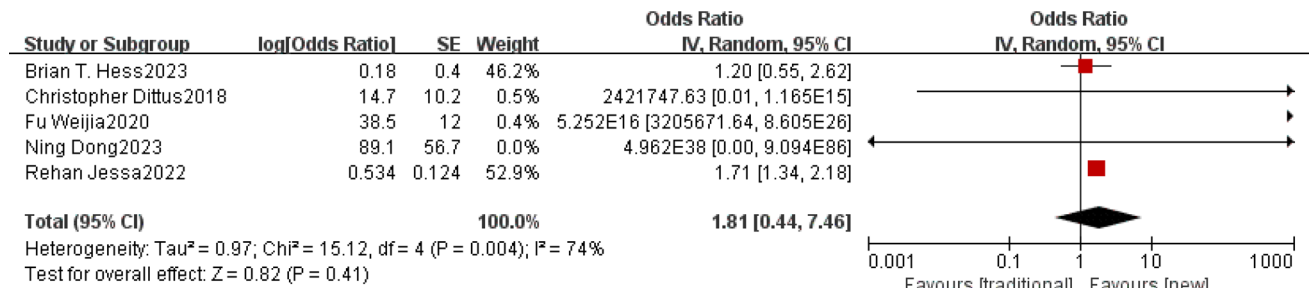 Odds Ratio Odds Ratio
Study or Subgroup log[Odds Ratio] SE Weight IV, Random, 95% CI IV, Random, 95% CI
Brian T. Hess2023 0.18 0.4 46.2% 1.20 [0.55, 2.62]
Christopher Dittus2018 14.7 10.2 0.5% 2421747.63 [0.01, 1.165E15]
Fu Weijia2020 38.5 12 0.4% 5.252E16 [3205671.64, 8.605E26]
Ning Dong2023 89.1 56.7 0.0% 4.962E38 [0.00, 9.094E86]
Rehan Jessa2022 0.534 0.124 52.9% 1.71 [1.34, 2.18]
Total (95% CI) 100.0% 1.81 [0.44, 7.46]
Heterogeneity: Tau² = 0.97; Chi² = 15.12, df = 4 (P = 0.004); I² = 74%
Test for overall effect: Z = 0.82 (P = 0.41)
0.001 0.1 1 10 1000
Favours [traditional] Favours [new]